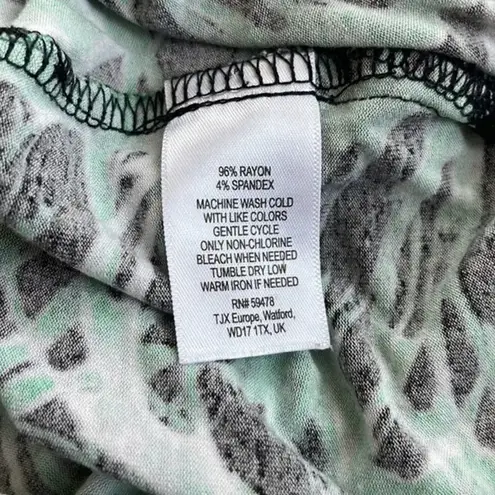 96% RAYON
4% SPANDEX
MACHINE WASH COLD
WITH LIKE COLORS
GENTLE CYCLE
ONLY NON-CHLORINE
BLEACH WHEN NEEDED
TUMBLE DRY LOW
WARM IRON IF NEEDED
RN# 59478
TJX Europe, Watford,
WD17 1TX, UK